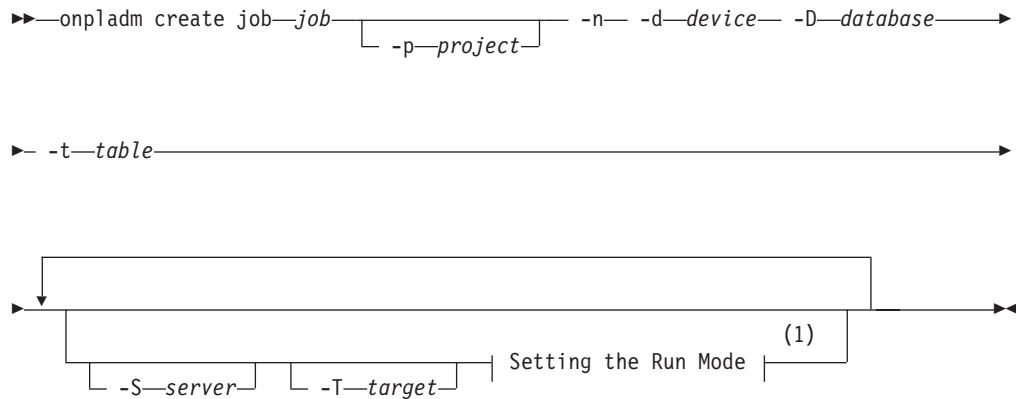 onpladm create job job -n -d device -D database
-p project
-t table
(1)
Setting the Run Mode
-S server -T target